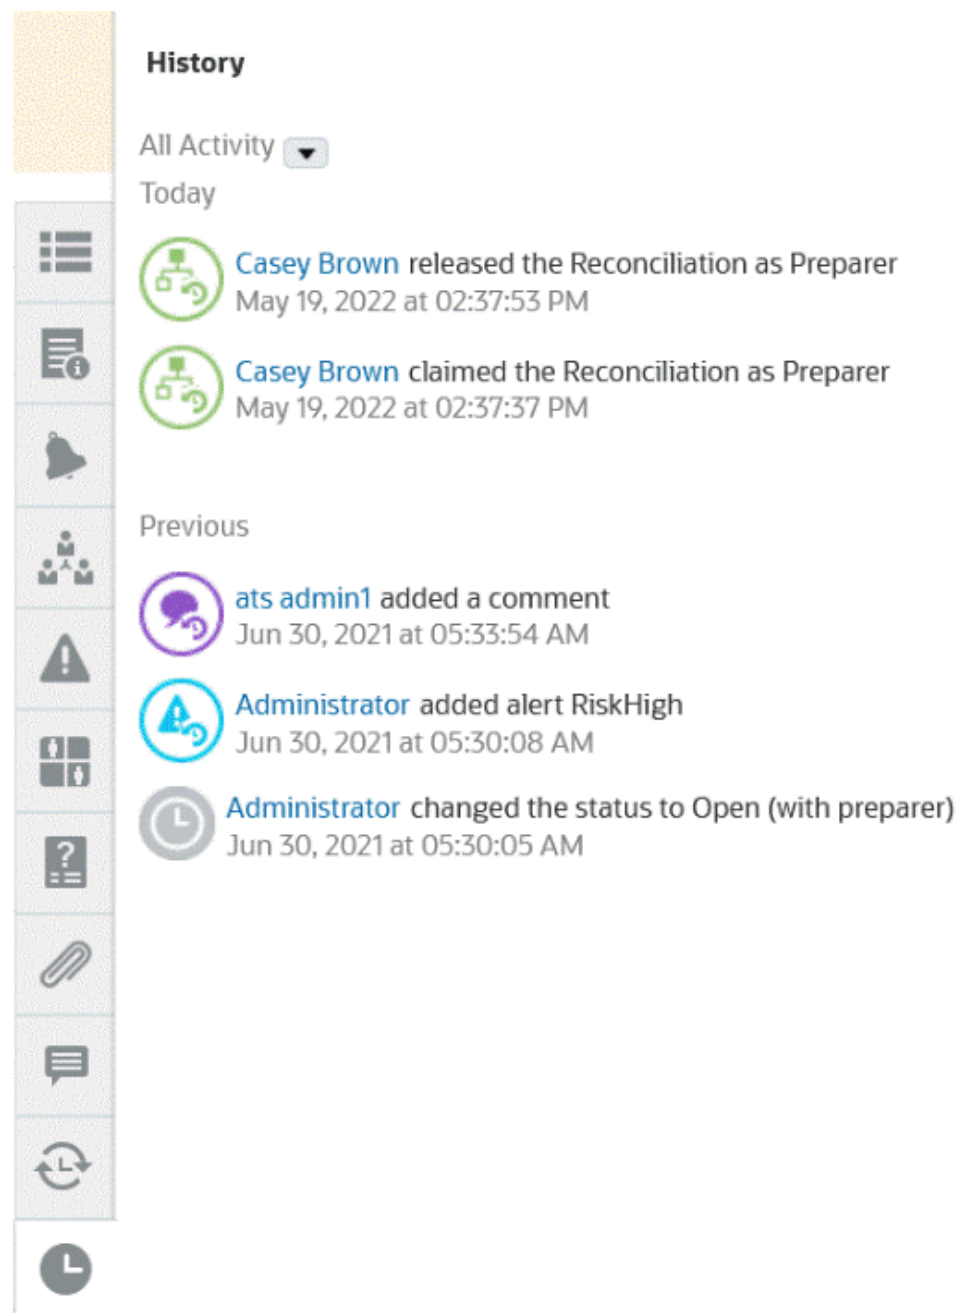 History
All Activity
Today
Casey Brown released the Reconciliation as Preparer
May 19, 2022 at 02:37:53 PM
Casey Brown claimed the Reconciliation as Preparer
May 19, 2022 at 02:37:37 PM
Previous
ats admin1 added a comment
Jun 30, 2021 at 05:33:54 AM
Administrator added alert RiskHigh
Jun 30, 2021 at 05:30:08 AM
Administrator changed the status to Open (with preparer)
Jun 30, 2021 at 05:30:05 AM